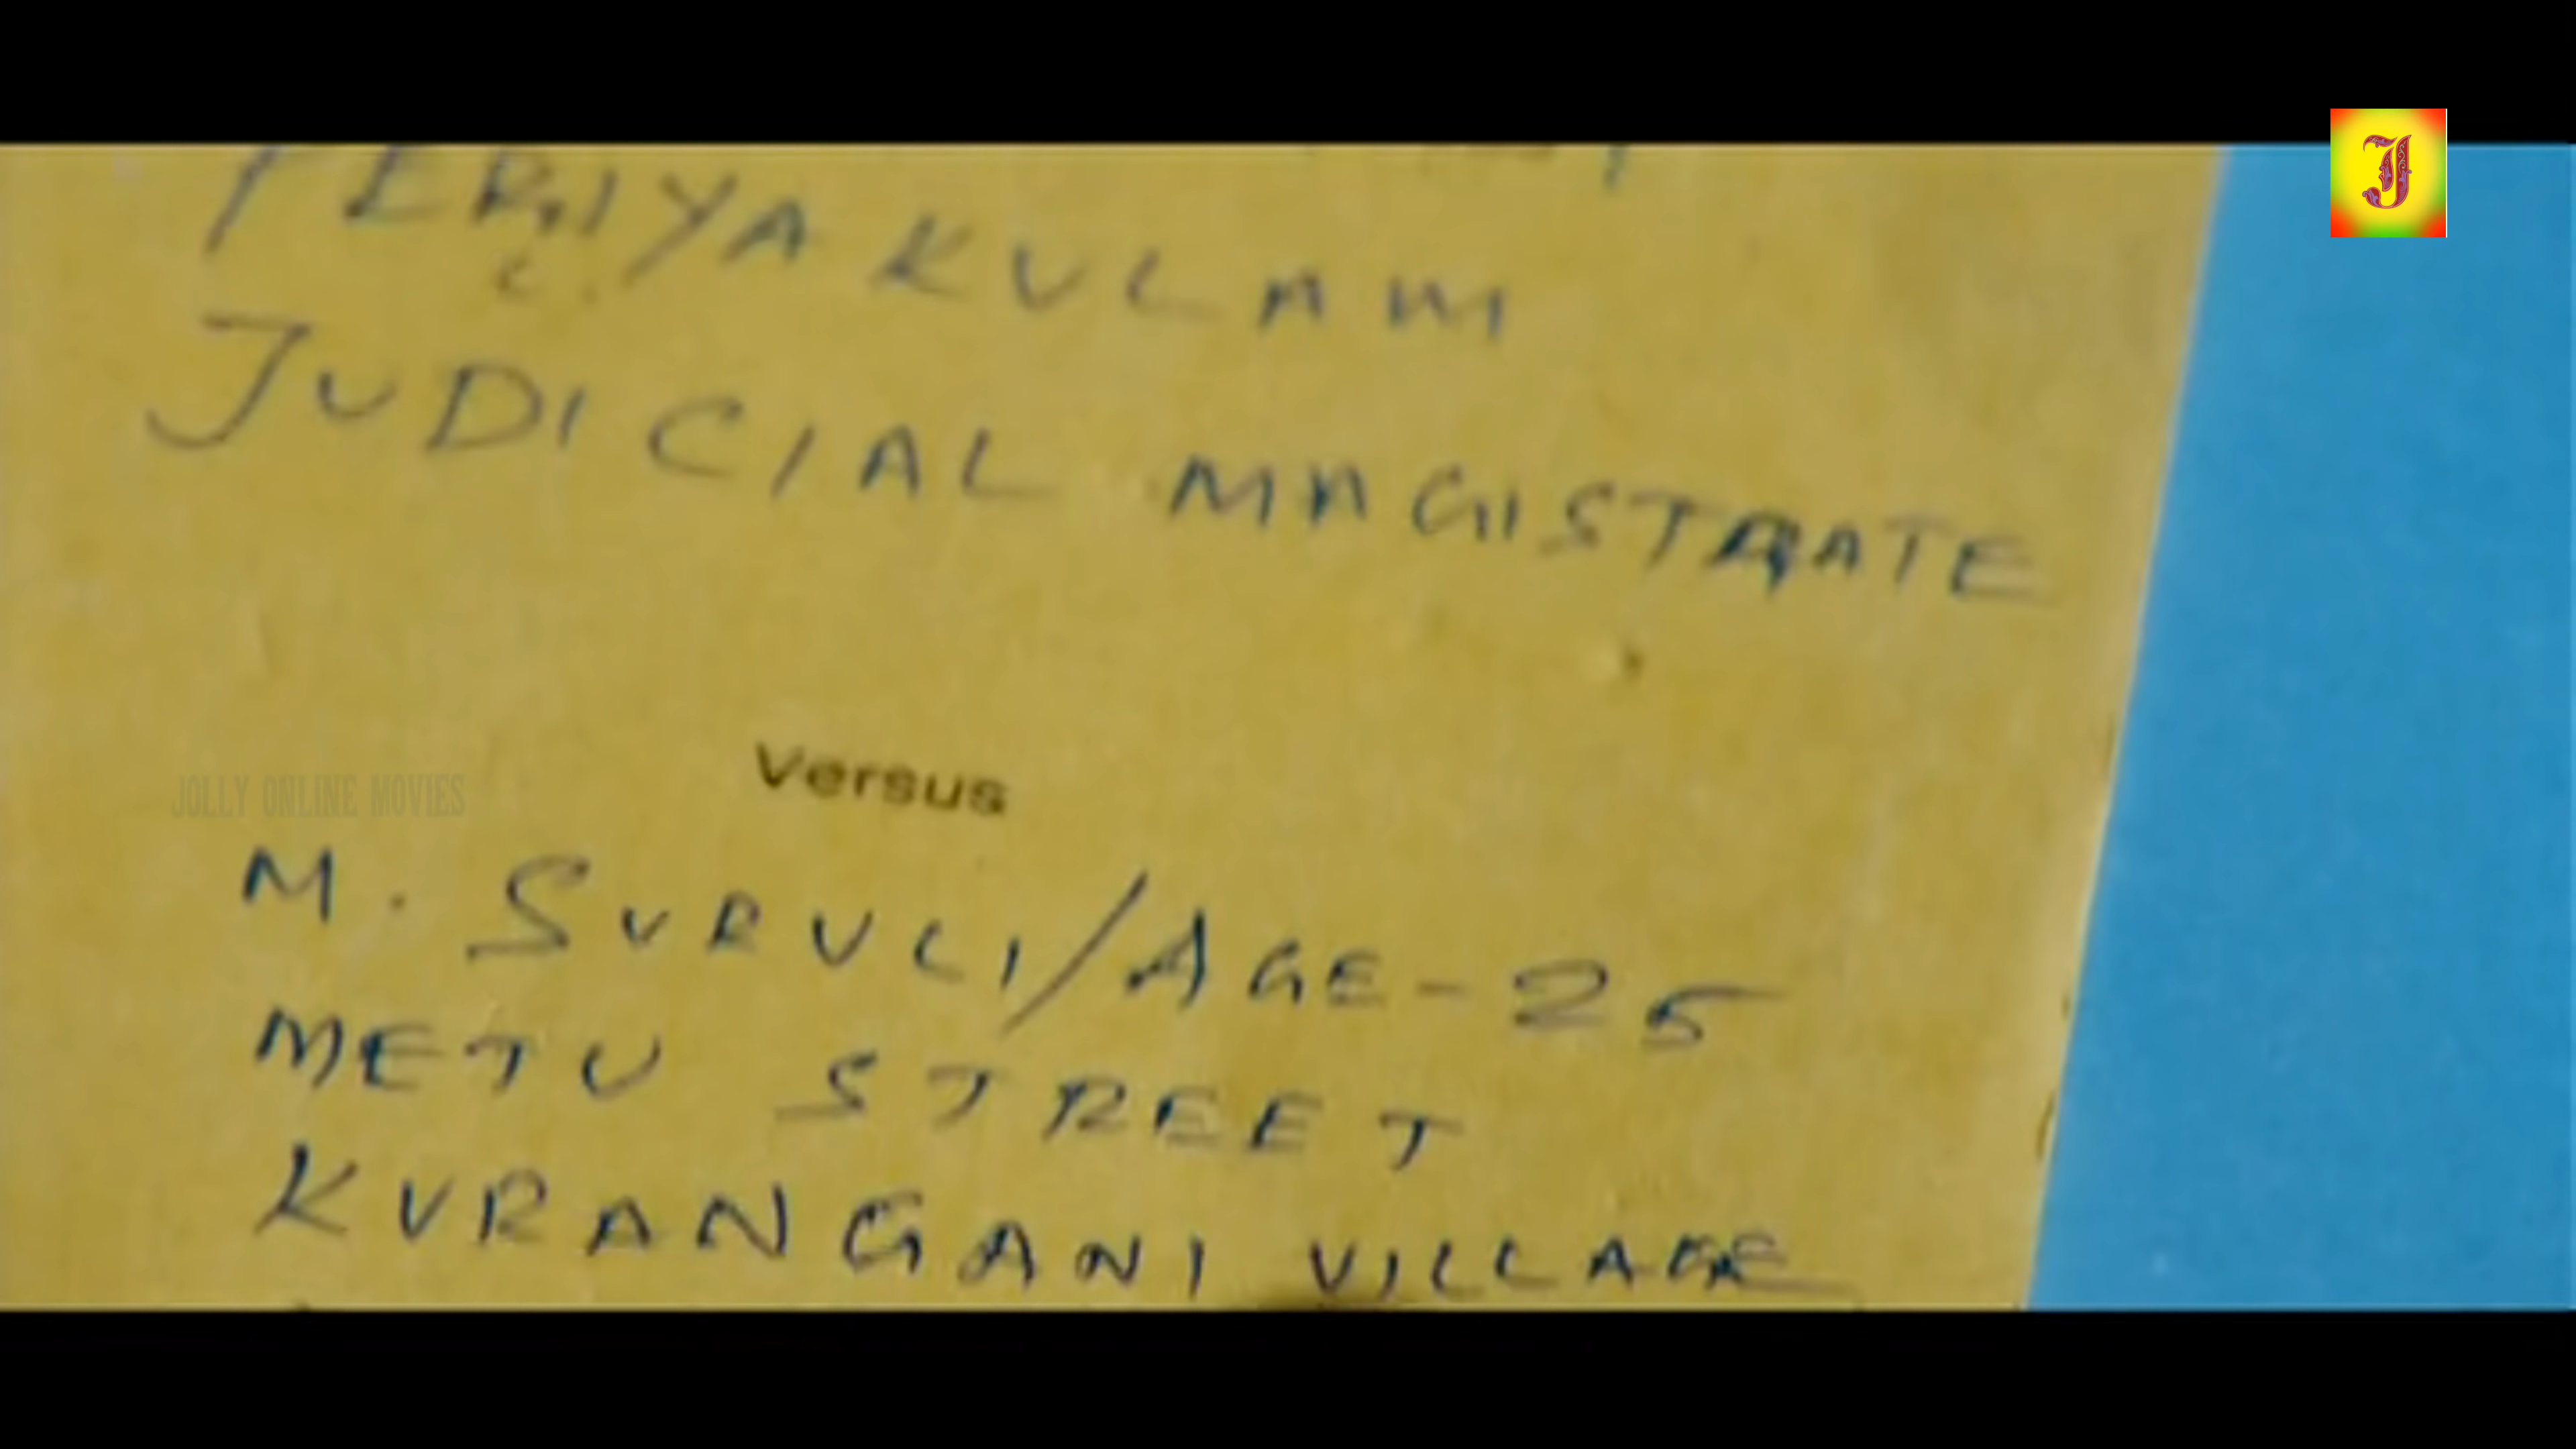 PERIYAKULAM
JUDICIAL MAGISTRATE
Versus
JOLLY ONLINE MOVIES
M. SURULI/AGE-25
METU STREET
KURANGANI VILLAGE
J